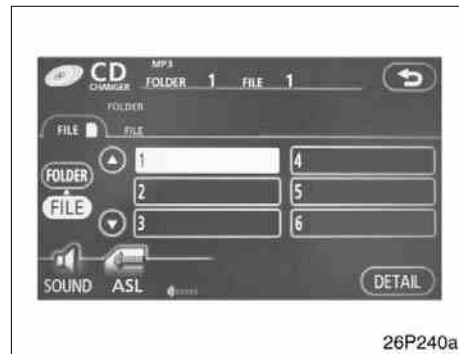 CD CHANGER
MP3
FOLDER 1 FILE 1
FOLDER
FILE
FILE
FOLDER
FILE
1
2
3
4
5
6
SOUND
ASL
DETAIL
26P240a